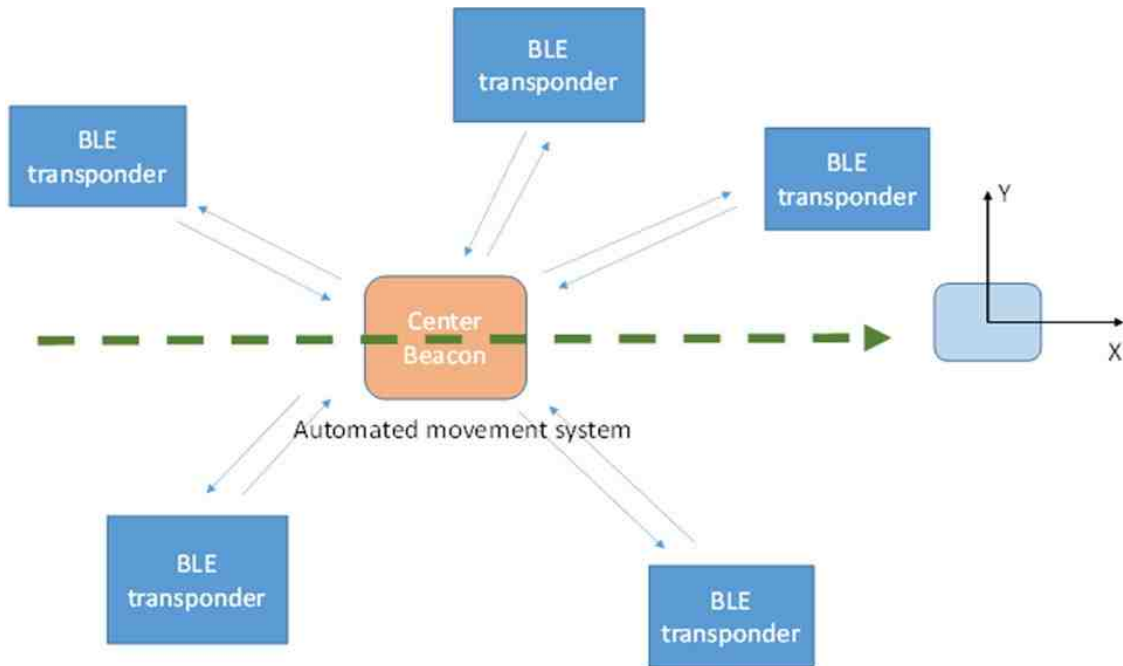 BLE
transponder
BLE
transponder
BLE
transponder
Y
Center
Beacon
X
Automated movement system
BLE
transponder
BLE
transponder